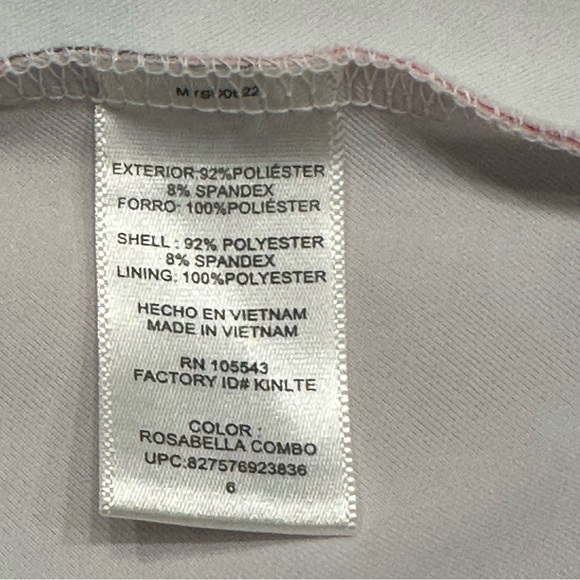 EXTERIOR:92%POLIÉSTER
8% SPANDEX
FORRO: 100%POLIÉSTER
SHELL : 92% POLYESTER
8% SPANDEX
LINING: 100%POLYESTER
HECHO EN VIETNAM
MADE IN VIETNAM
RN 105543
FACTORY ID# KINLTE
COLOR :
ROSABELLA COMBO
UPC:827576923836
6